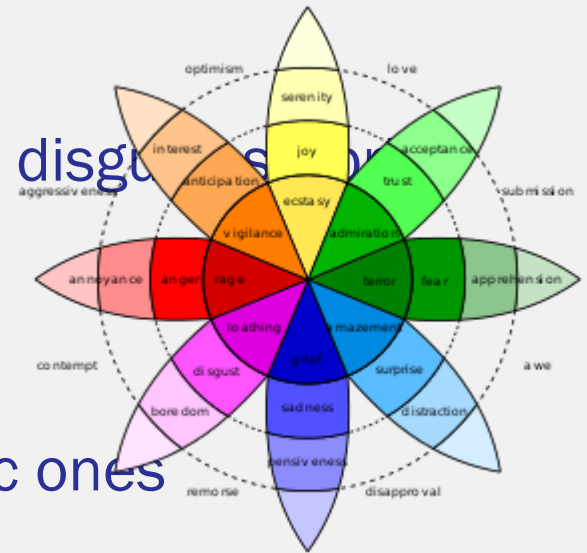 optimism love
serenity
interest joy acceptance
anticipation trust
aggressiveness submission
ecstasy
vigilance admiration
annoyance anger rage terror fear apprehension
loathing amazement
contempt grief awe
disgust surprise
boredom sadness distraction
pensiveness
c ones
remorse disapproval